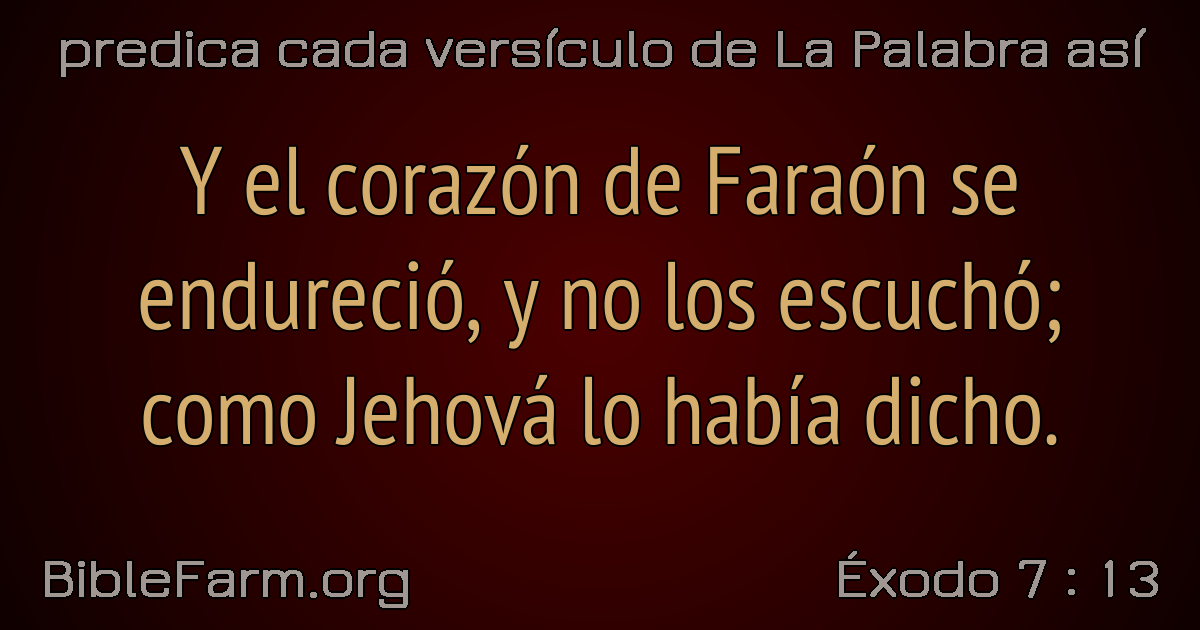 predica cada versículo de La Palabra así
Y el corazón de Faraón se
endureció, y no los escuchó;
como Jehová lo había dicho.
BibleFarm.org
Éxodo 7 : 13